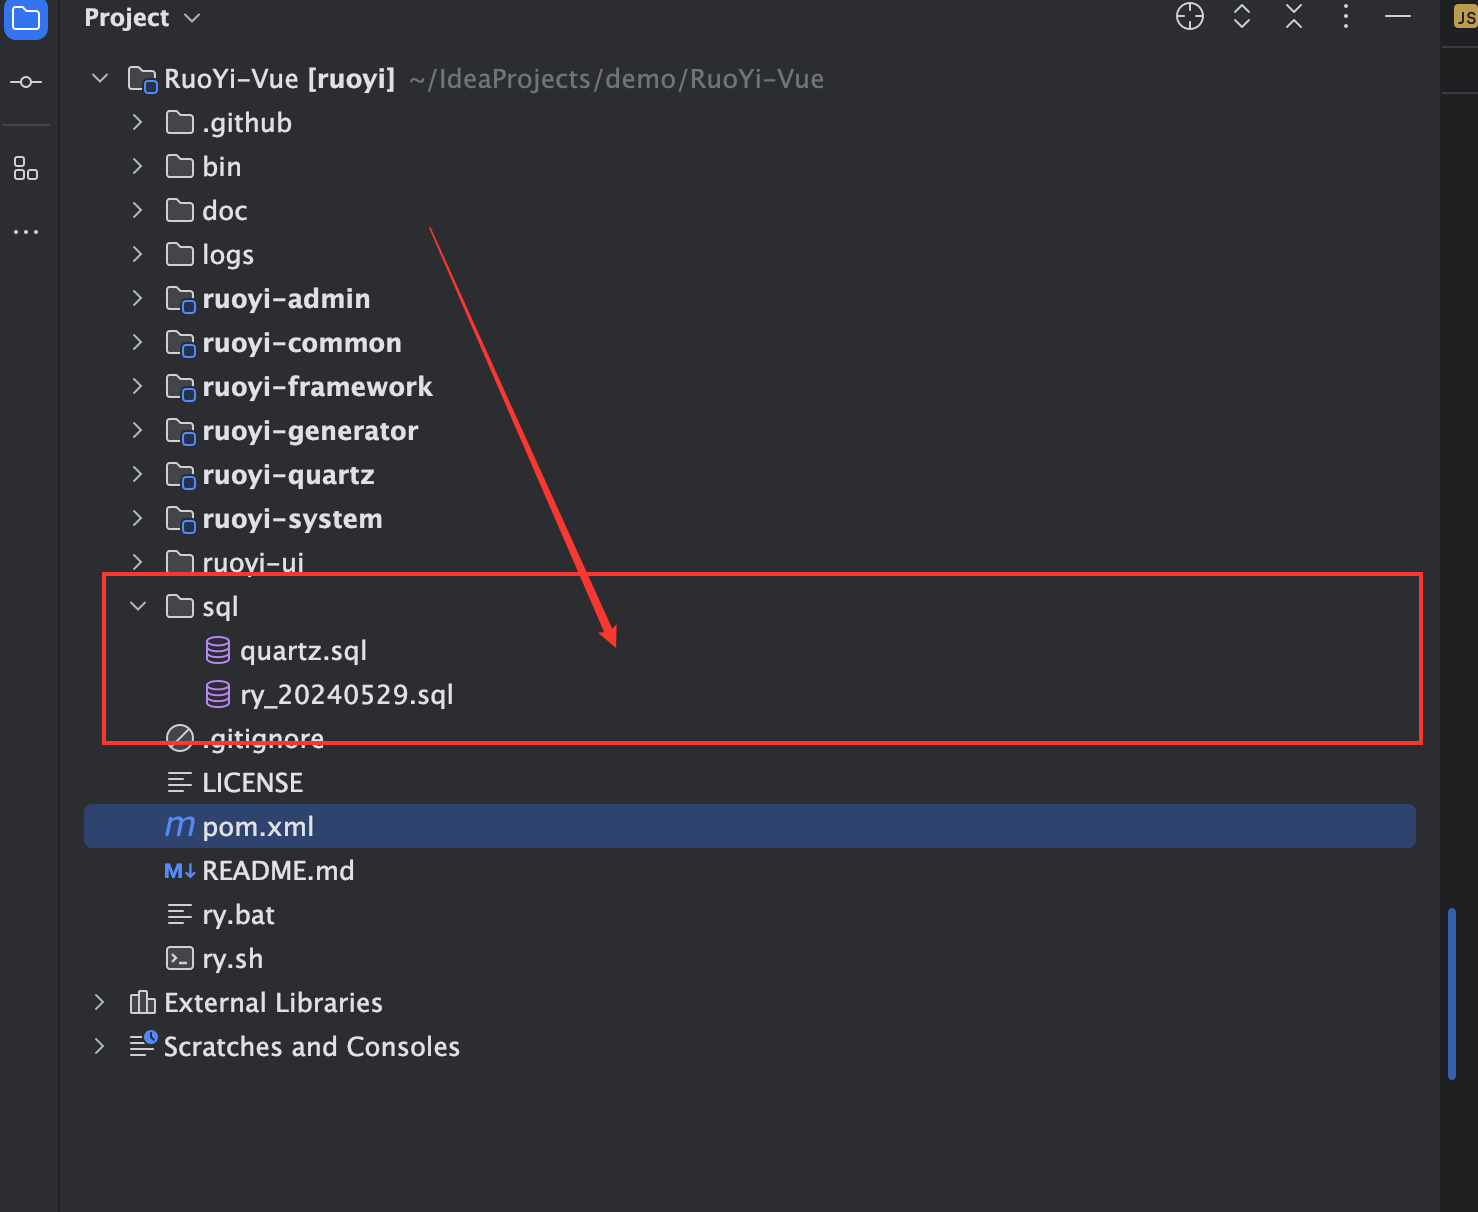 Project
JS
RuoYi-Vue [ruoyi] ~/IdeaProjects/demo/RuoYi-Vue
.github
bin
doc
logs
ruoyi-admin
ruoyi-common
ruoyi-framework
ruoyi-generator
ruoyi-quartz
ruoyi-system
ruoyi-ui
sql
quartz.sql
ry_20240529.sql
.gitignore
LICENSE
m pom.xml
M↓ README.md
ry.bat
ry.sh
External Libraries
Scratches and Consoles